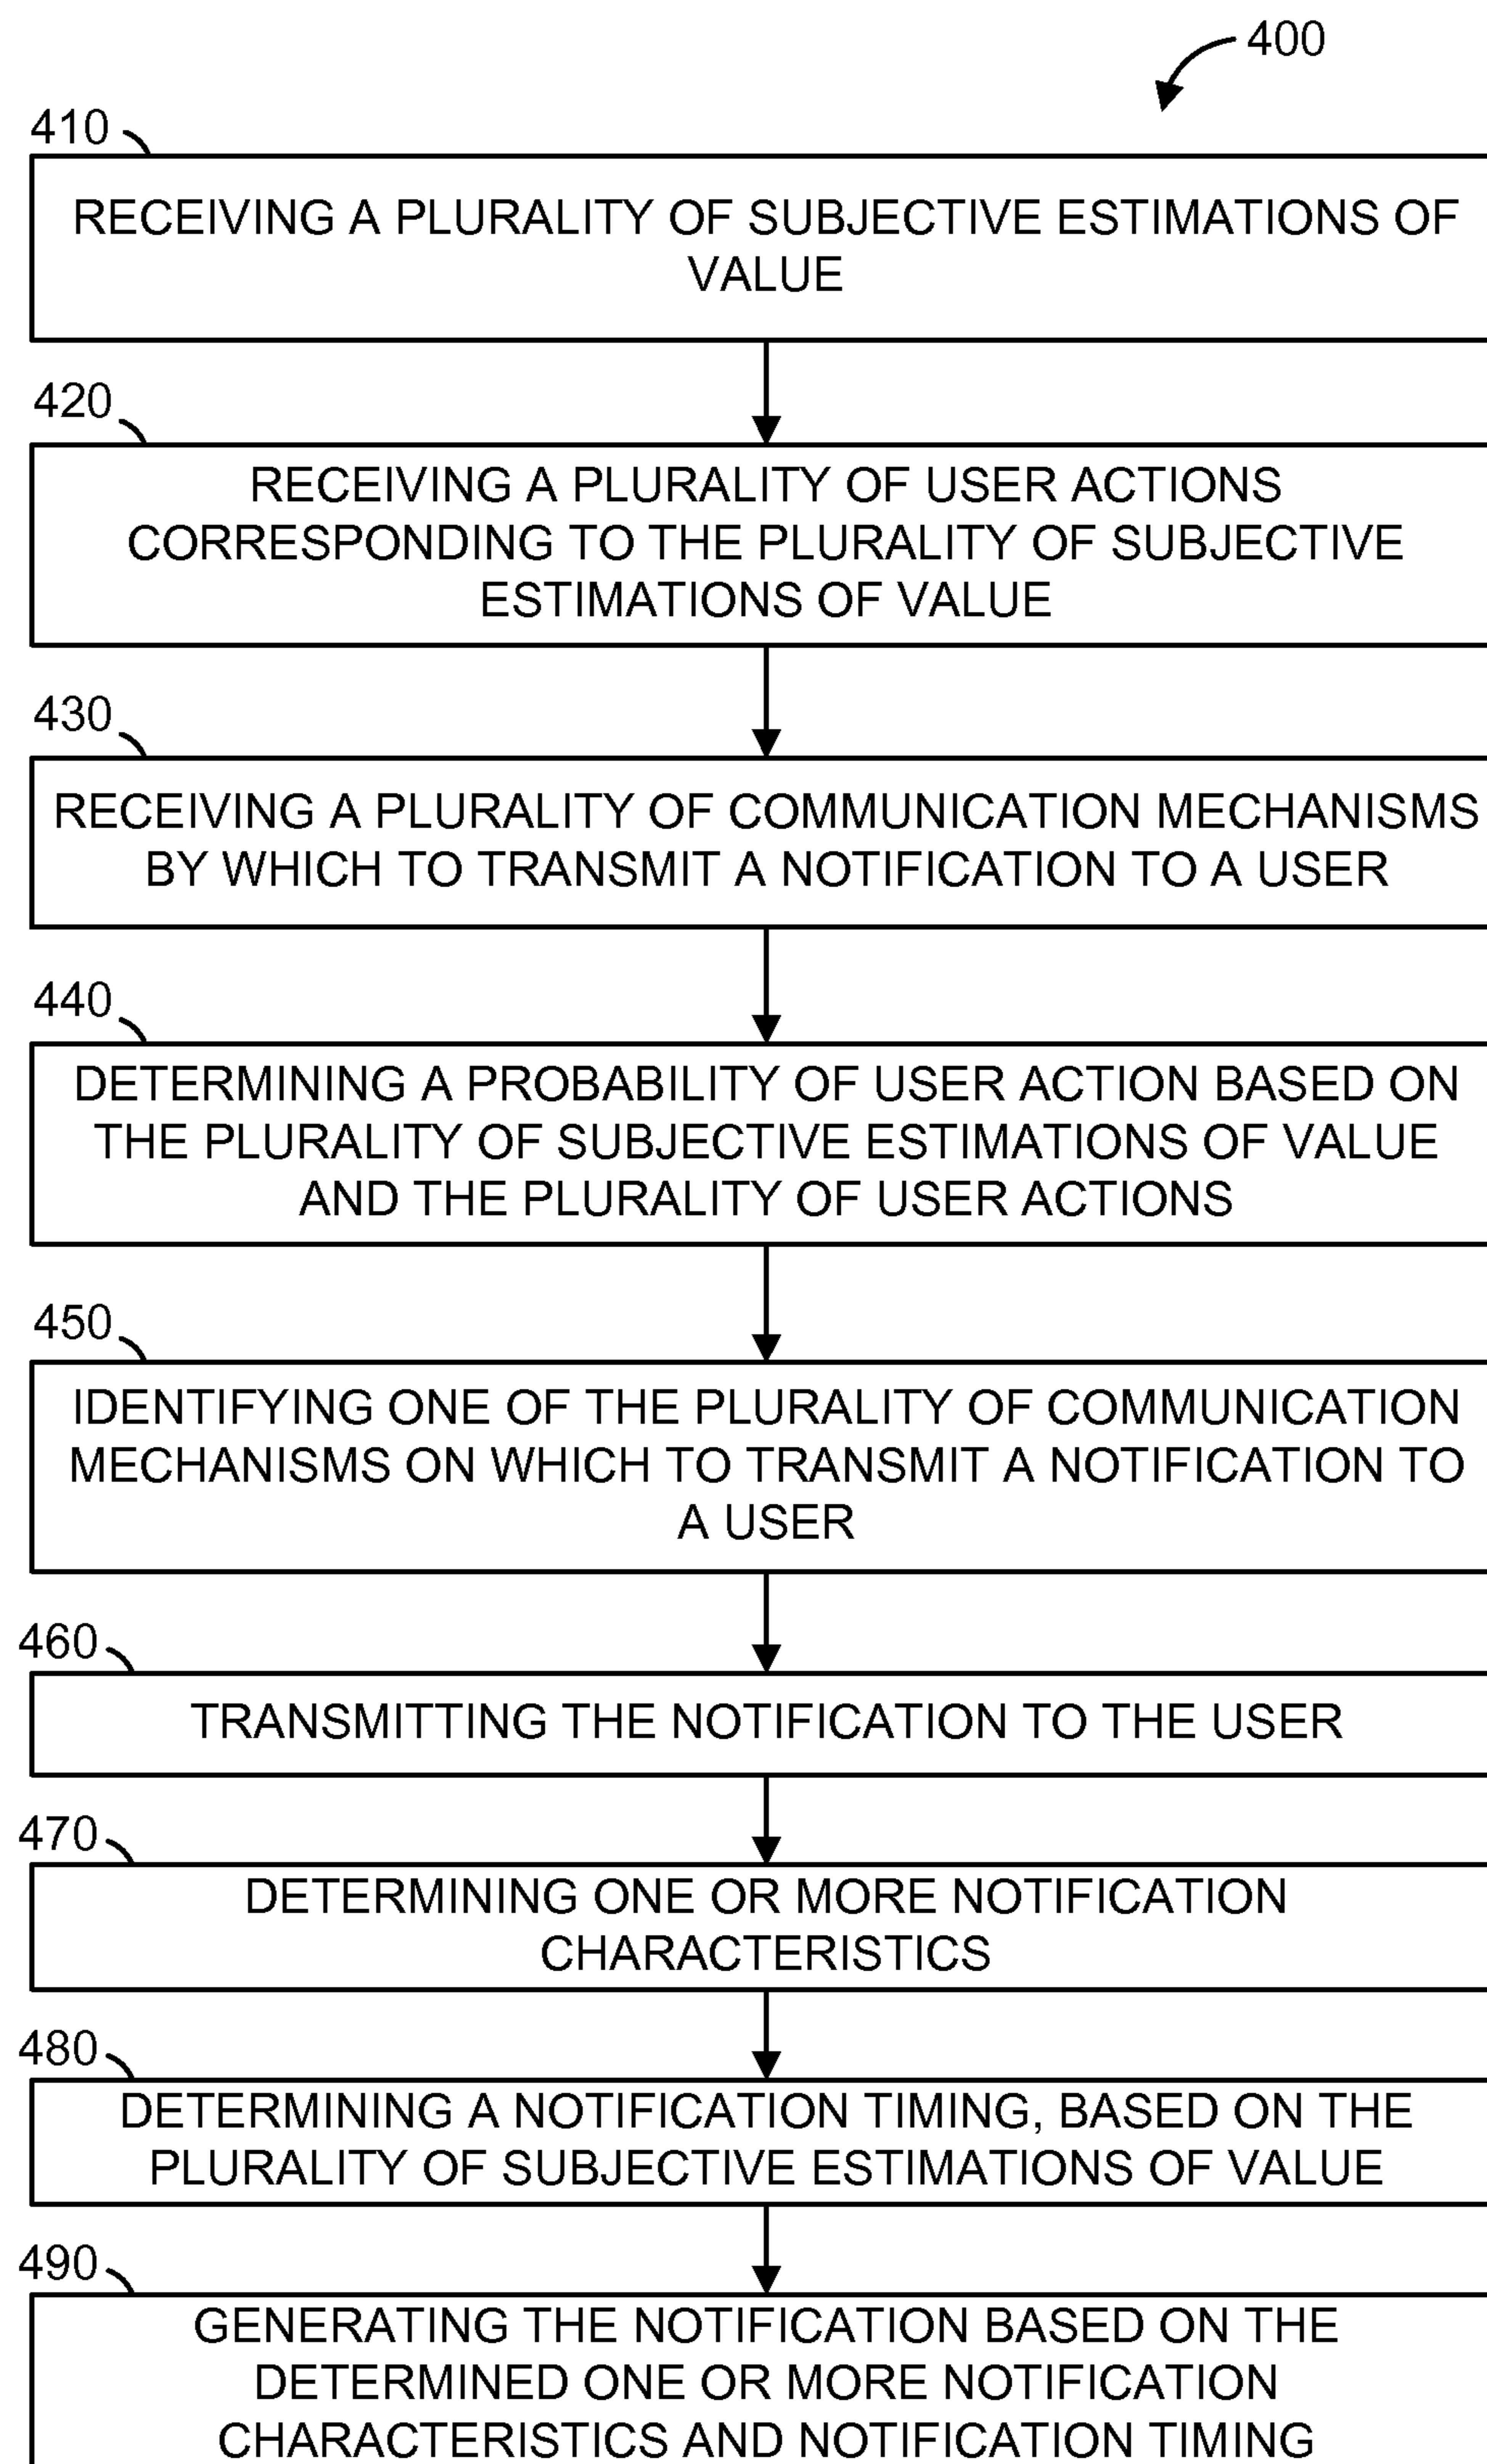 400
410
RECEIVING A PLURALITY OF SUBJECTIVE ESTIMATIONS OF
VALUE
420
RECEIVING A PLURALITY OF USER ACTIONS
CORRESPONDING TO THE PLURALITY OF SUBJECTIVE
ESTIMATIONS OF VALUE
430
RECEIVING A PLURALITY OF COMMUNICATION MECHANISMS
BY WHICH TO TRANSMIT A NOTIFICATION TO A USER
440
DETERMINING A PROBABILITY OF USER ACTION BASED ON
THE PLURALITY OF SUBJECTIVE ESTIMATIONS OF VALUE
AND THE PLURALITY OF USER ACTIONS
450
IDENTIFYING ONE OF THE PLURALITY OF COMMUNICATION
MECHANISMS ON WHICH TO TRANSMIT A NOTIFICATION TO
A USER
460
TRANSMITTING THE NOTIFICATION TO THE USER
470
DETERMINING ONE OR MORE NOTIFICATION
CHARACTERISTICS
480
DETERMINING A NOTIFICATION TIMING, BASED ON THE
PLURALITY OF SUBJECTIVE ESTIMATIONS OF VALUE
490
GENERATING THE NOTIFICATION BASED ON THE
DETERMINED ONE OR MORE NOTIFICATION
CHARACTERISTICS AND NOTIFICATION TIMING